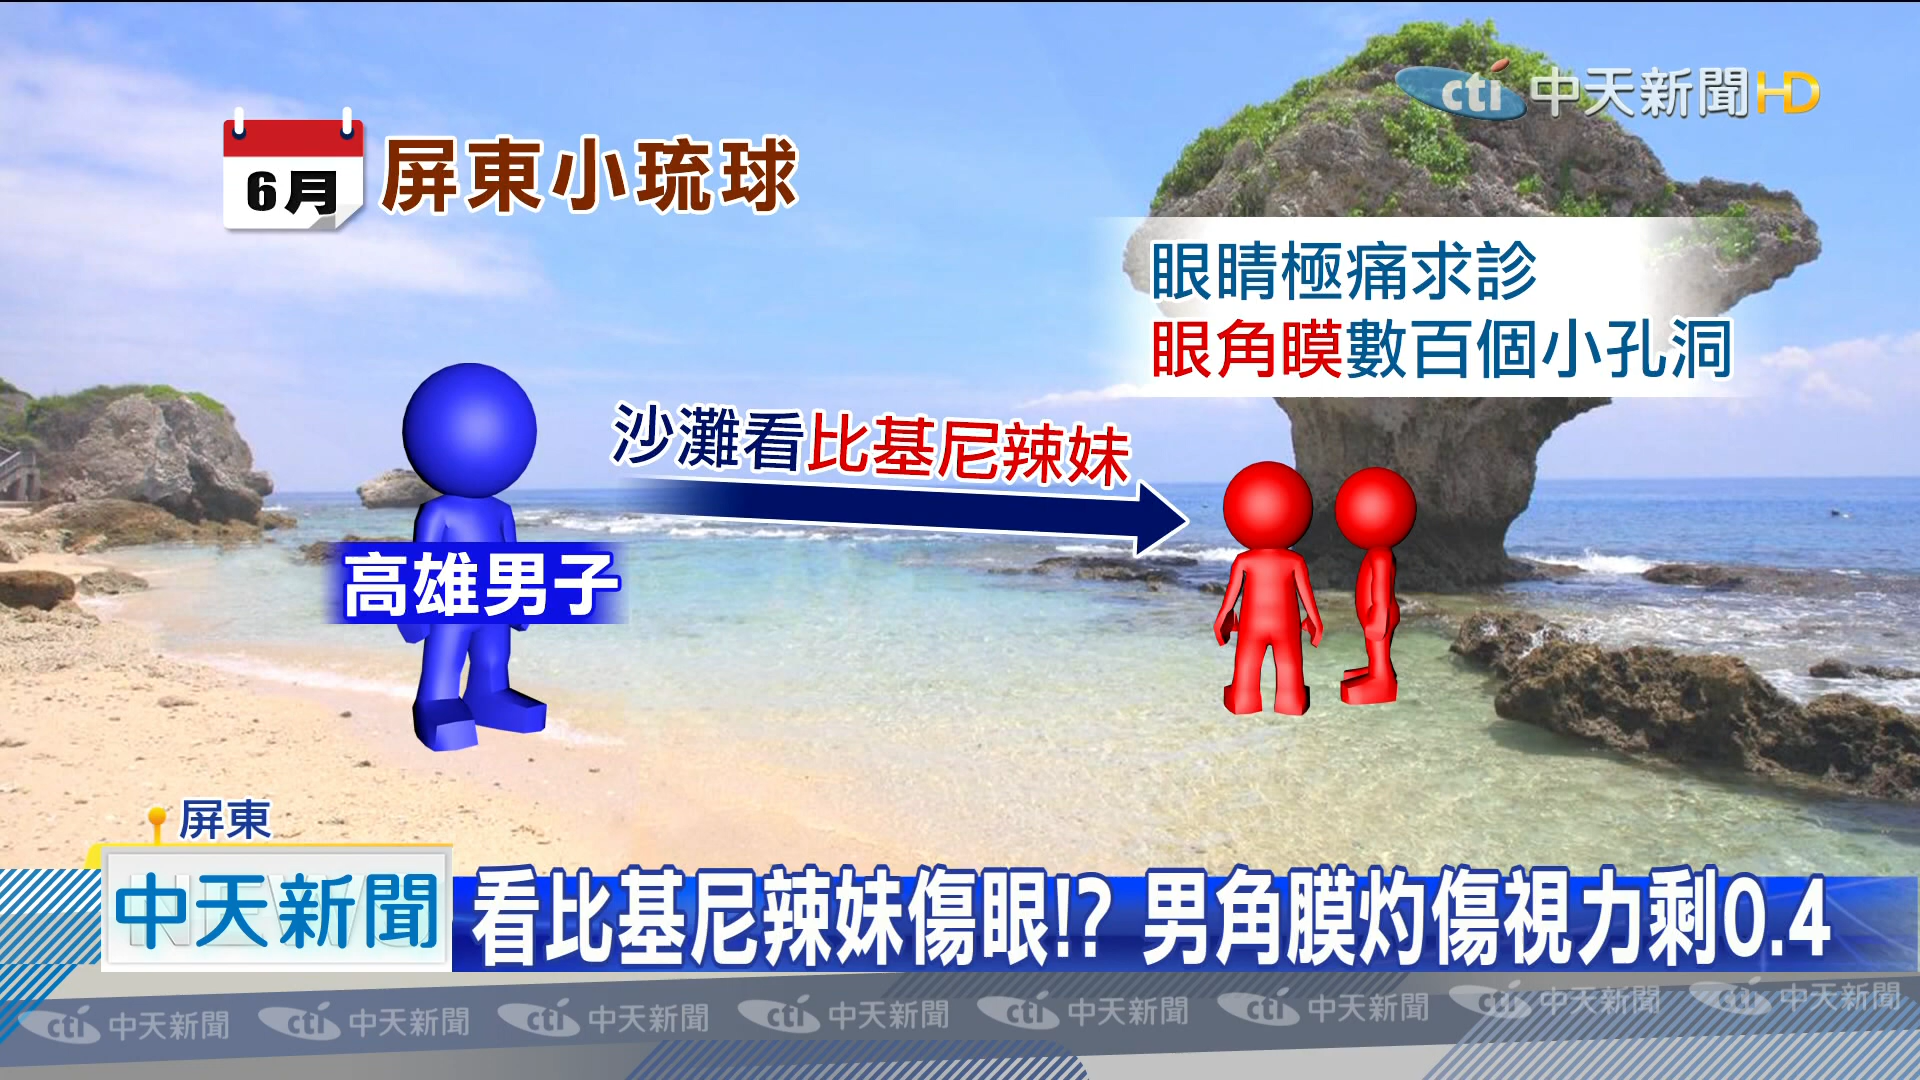 cti 中天新聞HD
6月 屏東小琉球
眼睛極痛求診
眼角瞙數百個小孔洞
沙灘看比基尼辣妹
高雄男子
屏東
中天新聞
看比基尼辣妹傷眼!? 男角膜灼傷視力剩0.4
cti 中天新聞 cti 中天新聞 cti 中天新聞 cti 中天新聞 cti 中天新聞 cti 中天新聞 cti 中天新聞 cti 中天新聞